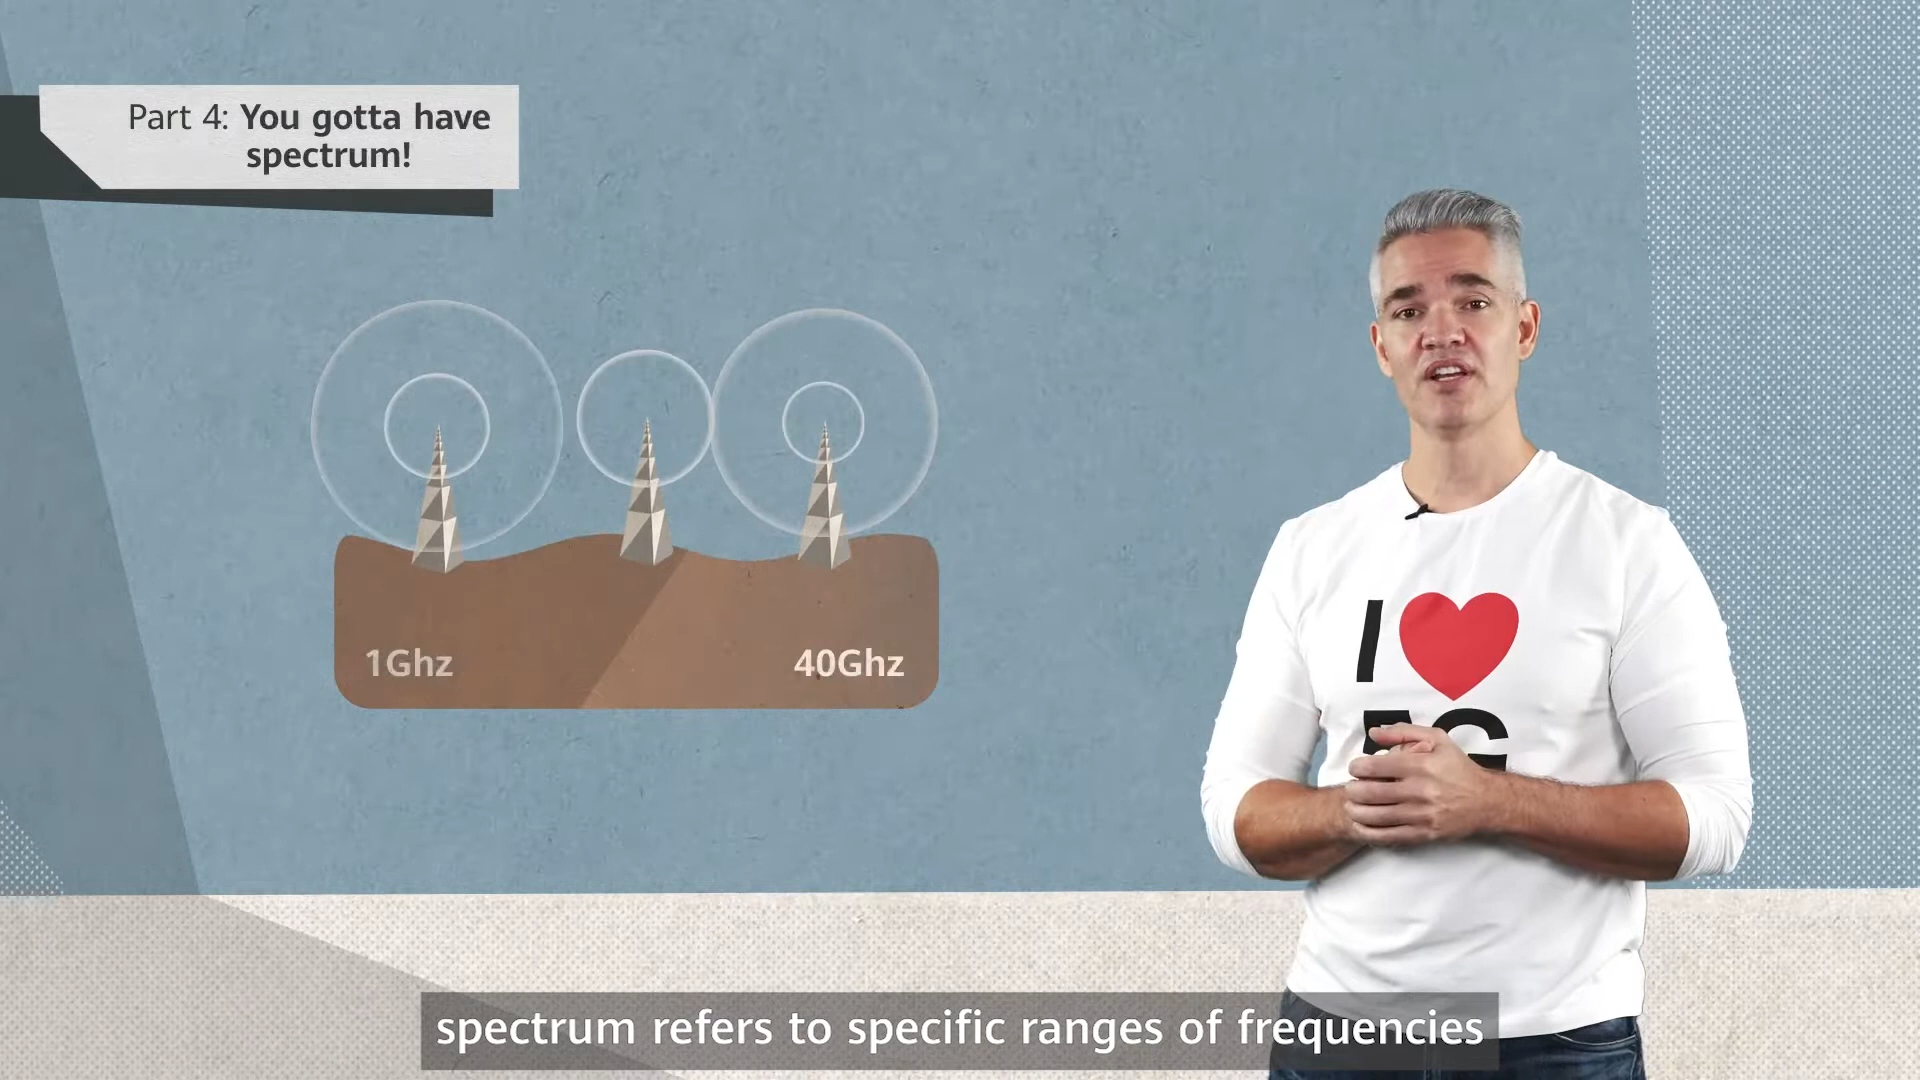 Part 4: You gotta have
spectrum!
1Ghz
40Ghz
I
spectrum refers to specific ranges of frequencies